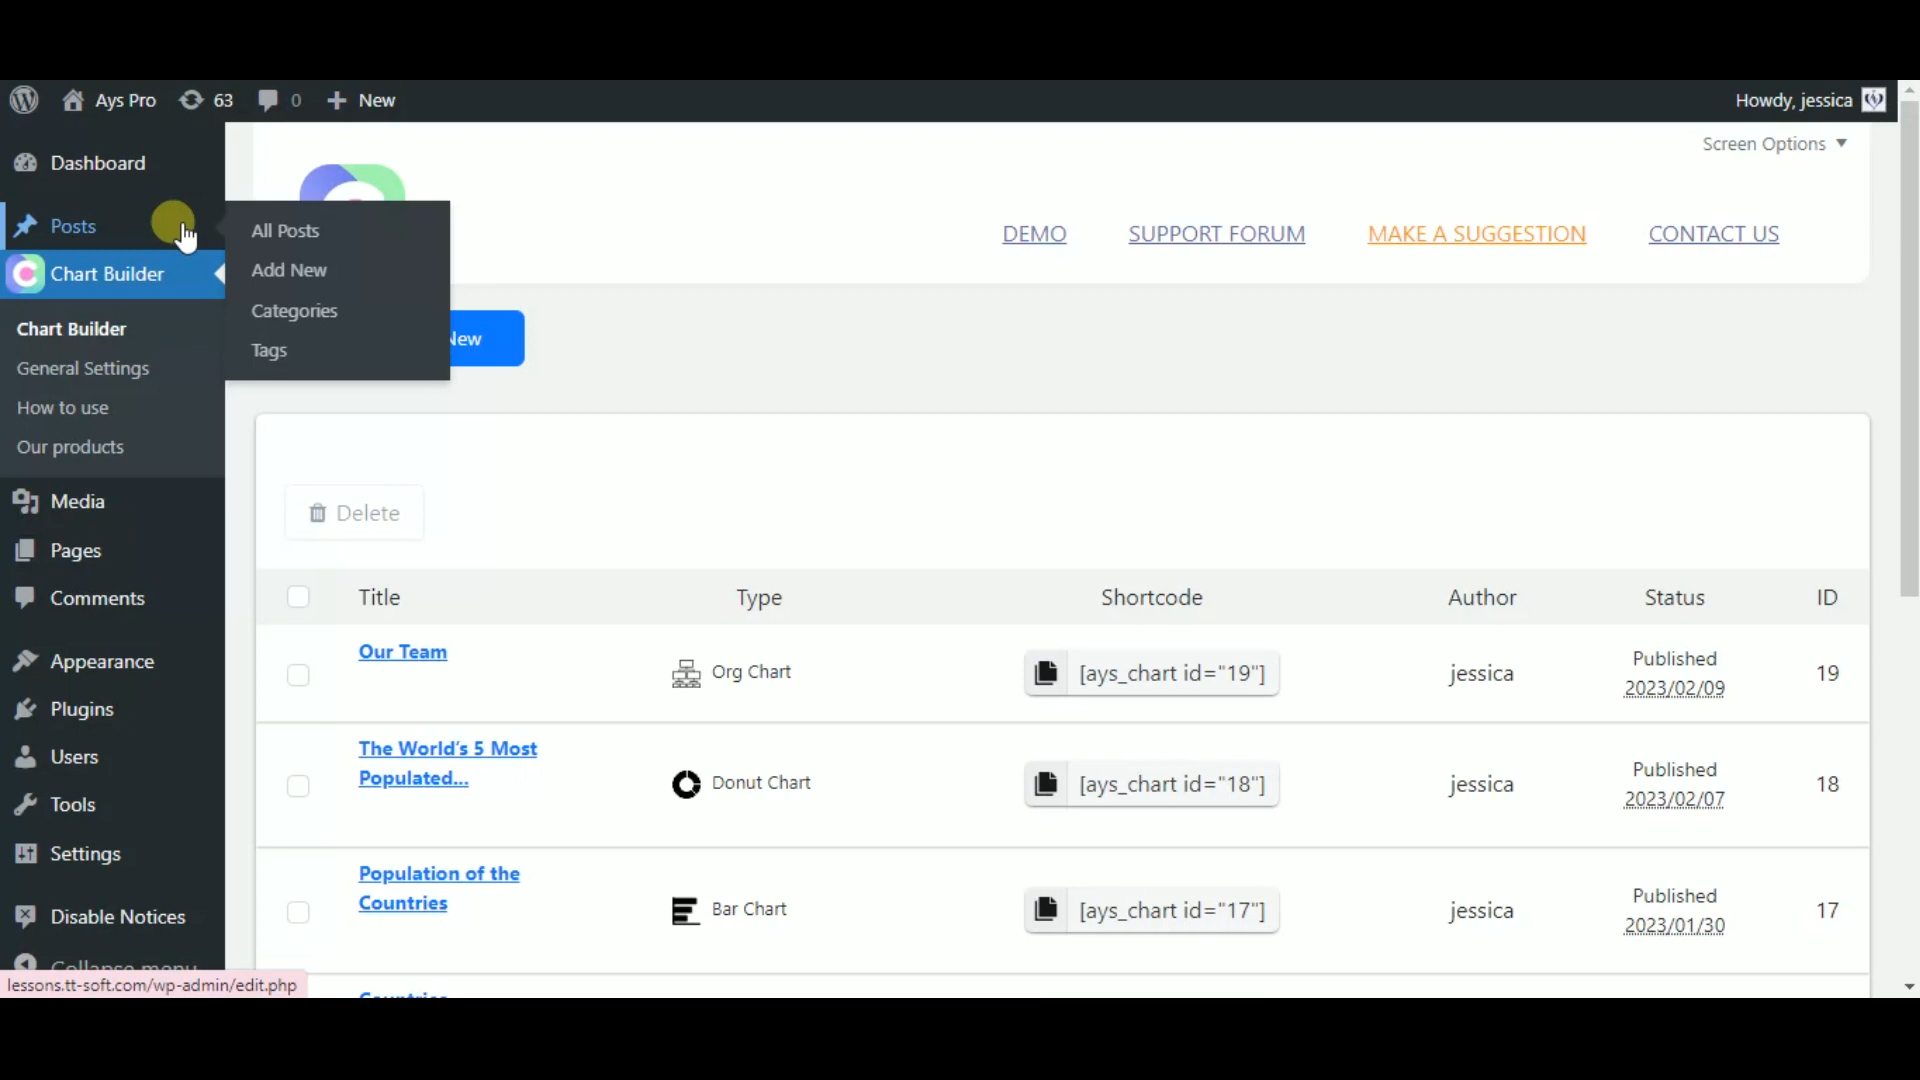 Ays Pro 63 0 New Howdy, jessica
Screen Options
Dashboard
Posts
Chart Builder
Chart Builder
General Settings
How to use
Our products
Media
Pages
Comments
Appearance
Plugins
Users
Tools
Settings
Disable Notices
Collapse menu
lessons.tt-soft.com/wp-admin/edit.php
All Posts
Add New
Categories
Tags
DEMO SUPPORT FORUM MAKE A SUGGESTION CONTACT US
New
Delete
Title Type Shortcode Author Status ID
Our Team Org Chart [ays_chart id="19"] jessica Published 19
2023/02/09
The World's 5 Most
Populated... Donut Chart [ays_chart id="18"] jessica Published 18
2023/02/07
Population of the
Countries Bar Chart [ays_chart id="17"] jessica Published 17
2023/01/30
Countries